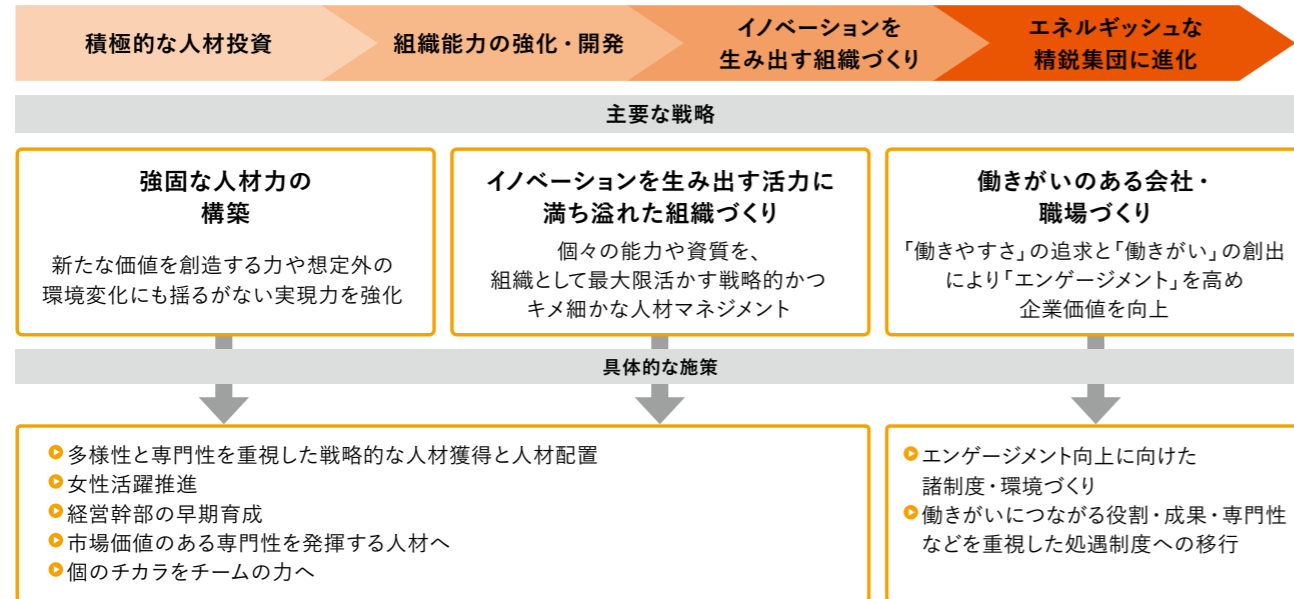 積極的な人材投資
組織能力の強化・開発
イノベーションを
生み出す組織づくり
エネルギッシュな
精鋭集団に進化
主要な戦略
強固な人材力の
構築
新たな価値を創造する力や想定外の
環境変化にも揺るがない実現力を強化
イノベーションを生み出す活力に
満ち溢れた組織づくり
個々の能力や資質を、
組織として最大限活かす戦略的かつ
キメ細かな人材マネジメント
働きがいのある会社・
職場づくり
「働きやすさ」の追求と「働きがい」の創出
により「エンゲージメント」を高め
企業価値を向上
具体的な施策
多様性と専門性を重視した戦略的な人材獲得と人材配置
女性活躍推進
経営幹部の早期育成
市場価値のある専門性を発揮する人材へ
個のチカラをチームの力へ
エンゲージメント向上に向けた
諸制度・環境づくり
働きがいにつながる役割・成果・専門性
などを重視した処遇制度への移行